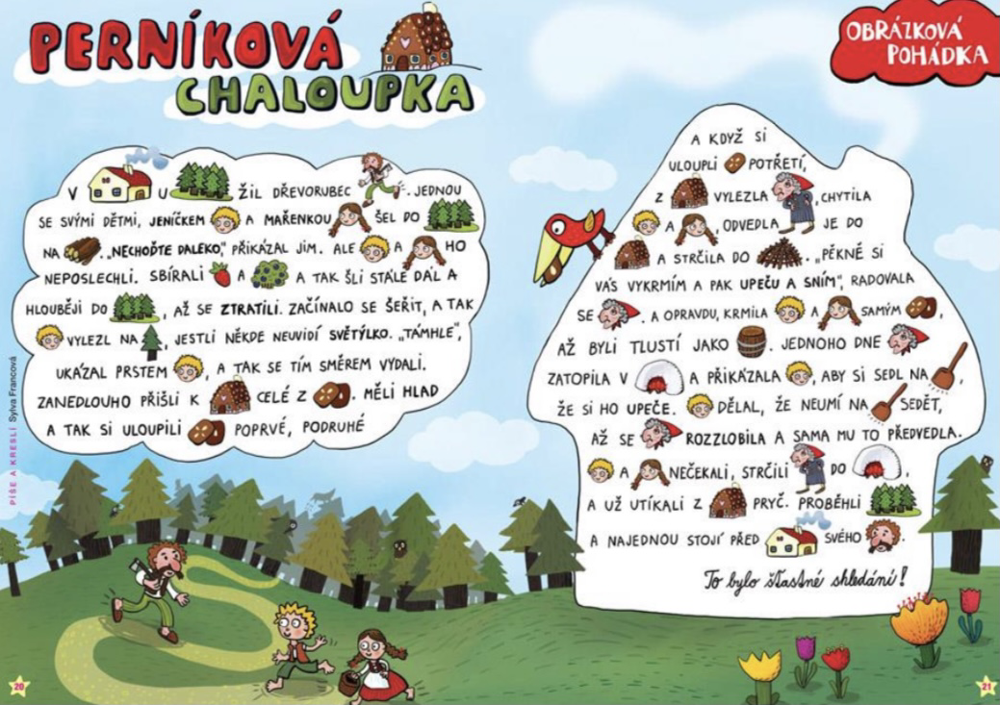 PERNÍKOVÁ
CHALOUPKA
OBRÁZKOVÁ
POHÁDKA
V U ŽIL DŘEVORUBEC . JEDNOU
SE SVÝMI DĚTMI, JENÍČKEM A MAŘENKOU ŠEL DO
NA . „NECHOĎTE DALEKO,“ PŘIKÁZAL JIM. ALE A HO
NEPOSLECHLI. SBÍRALI A A TAK ŠLI STÁLE DÁL A
HLOUBĚJI DO , AŽ SE ZTRATILI. ZAČÍNALO SE ŠEŘIT, A TAK
VYLEZL NA , JESTLI NĚKDE NEUVIDÍ SVĚTÝLKO. „TÁMHLE“,
UKÁZAL PRSTEM , A TAK SE TÍM SMĚREM VYDALI.
ZANEDLOUHO PŘIŠLI K CELÉ Z . MĚLI HLAD
A TAK SI ULOUPILI POPRVÉ, PODRUHÉ
A KDYŽ SI
ULOUPLI POTŘETÍ,
Z VYLEZLA , CHYTILA
A , ODVEDLA JE DO
A STRČILA DO . „PĚKNĚ SI
VÁS VYKRMÍM A PAK UPEČU A SNÍM“, RADOVALA
SE . A OPRAVDU, KRMILA A SAMÝM ,
AŽ BYLI TLUSTÍ JAKO . JEDNOHO DNE
ZATOPILA V A PŘIKÁZALA , ABY SI SEDL NA ,
ŽE SI HO UPEČE. DĚLAL, ŽE NEUMÍ NA SEDĚT,
AŽ SE ROZZLOBILA A SAMA MU TO PŘEDVEDLA.
A NEČEKALI, STRČILI DO ,
A UŽ UTÍKALI Z PRYČ. PROBĚHLI
A NAJEDNOU STOJÍ PŘED SVÉHO .
To bylo šťastné shledání!
PÍŠE A KRESLÍ Sylva Francová
20
21